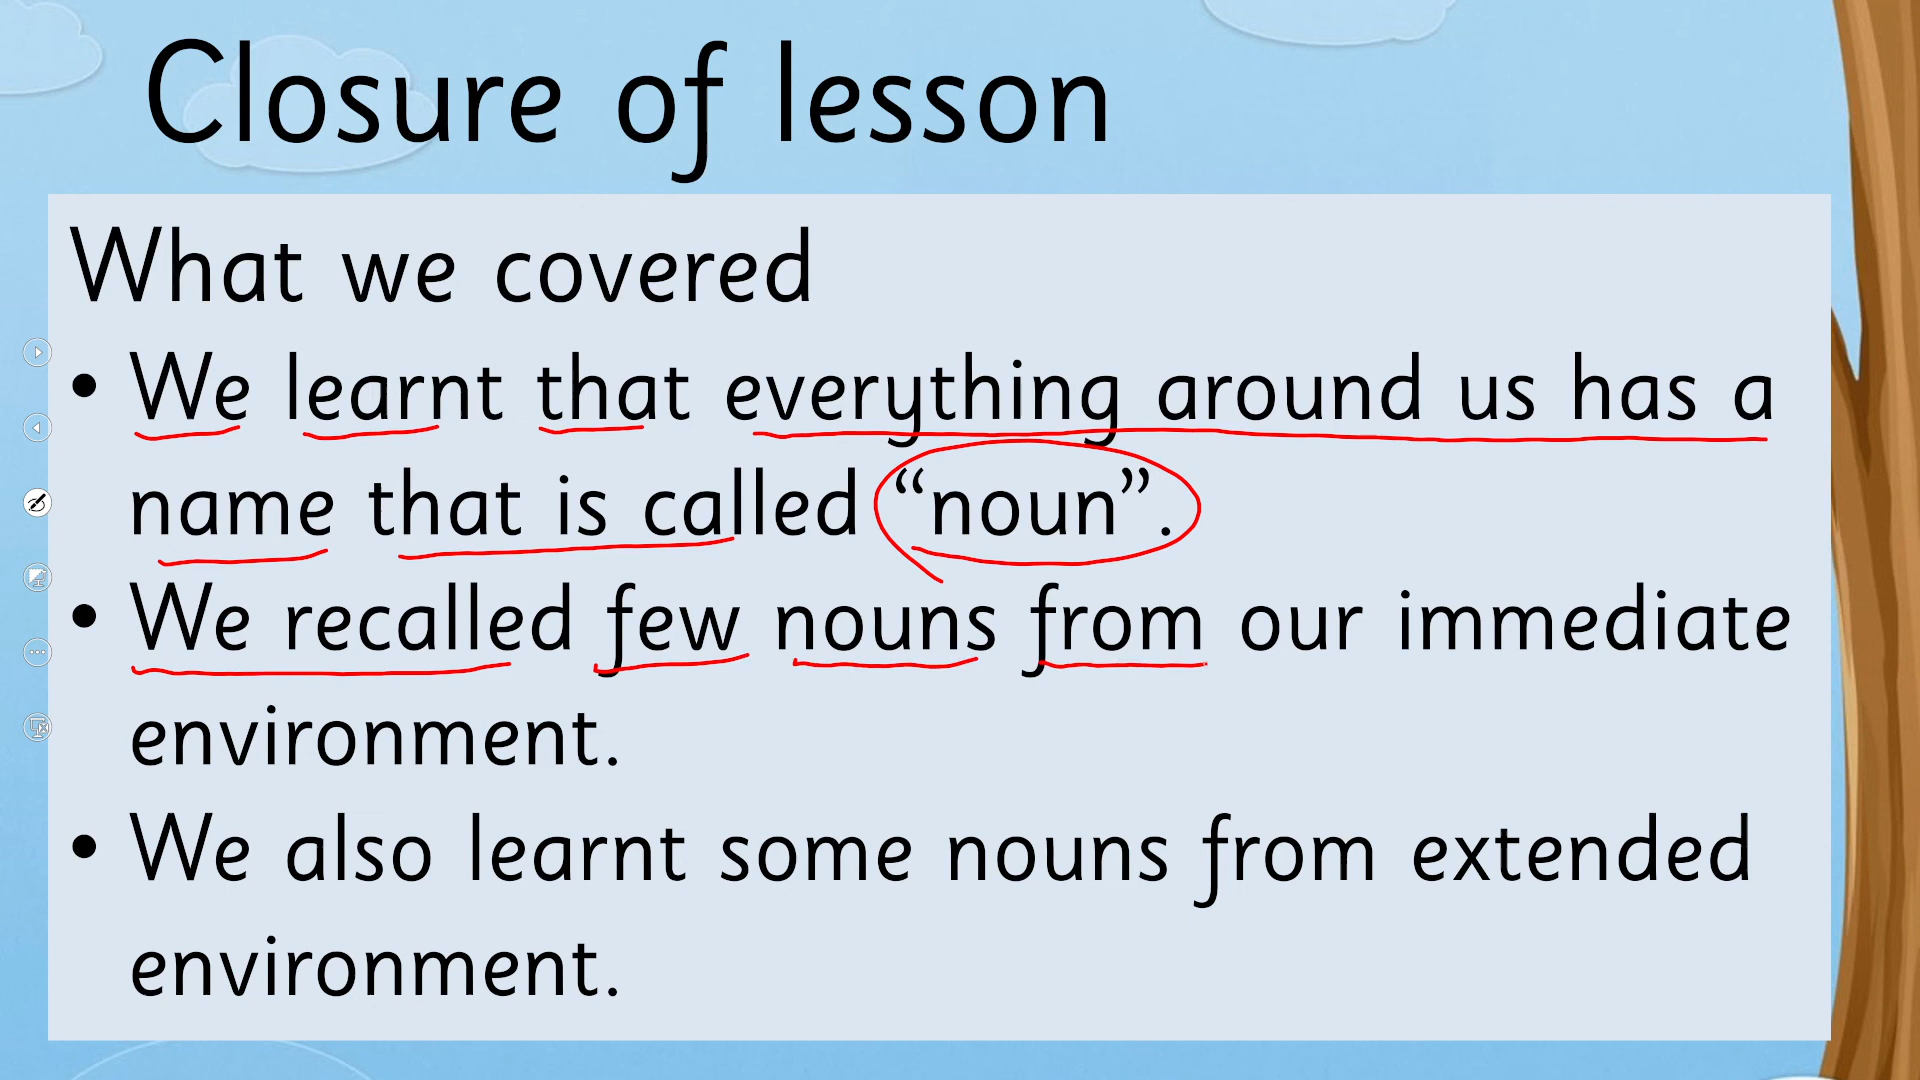 Closure of lesson
What we covered
• We learnt that everything around us has a
name that is called “noun”.
• We recalled few nouns from our immediate
environment.
• We also learnt some nouns from extended
environment.